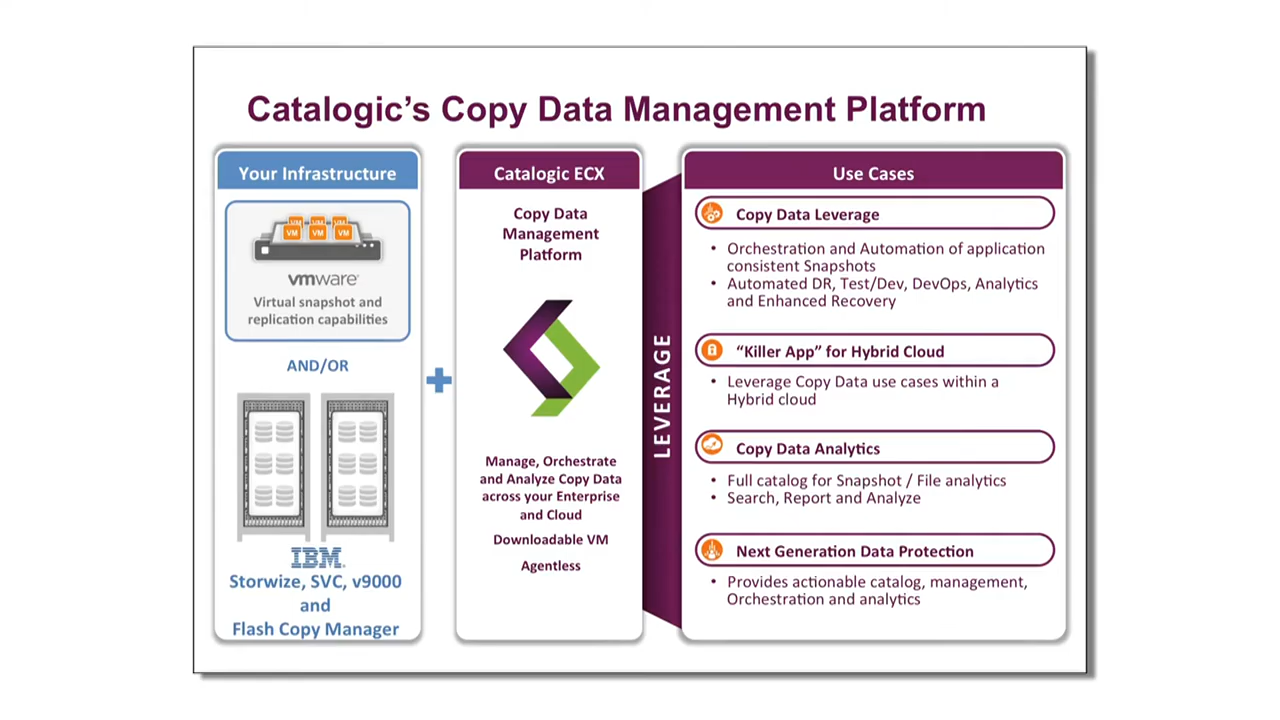 Catalogic’s Copy Data Management Platform
Your Infrastructure
VM VM VM
VM VM VM
vmware
Virtual snapshot and
replication capabilities
AND/OR
IBM
Storwize, SVC, v9000
and
Flash Copy Manager
Catalogic ECX
Copy Data
Management
Platform
Manage, Orchestrate
and Analyze Copy Data
across your Enterprise
and Cloud
Downloadable VM
Agentless
LEVERAGE
Use Cases
Copy Data Leverage
• Orchestration and Automation of application
consistent Snapshots
• Automated DR, Test/Dev, DevOps, Analytics
and Enhanced Recovery
“Killer App” for Hybrid Cloud
• Leverage Copy Data use cases within a
Hybrid cloud
Copy Data Analytics
• Full catalog for Snapshot / File analytics
• Search, Report and Analyze
Next Generation Data Protection
• Provides actionable catalog, management,
Orchestration and analytics